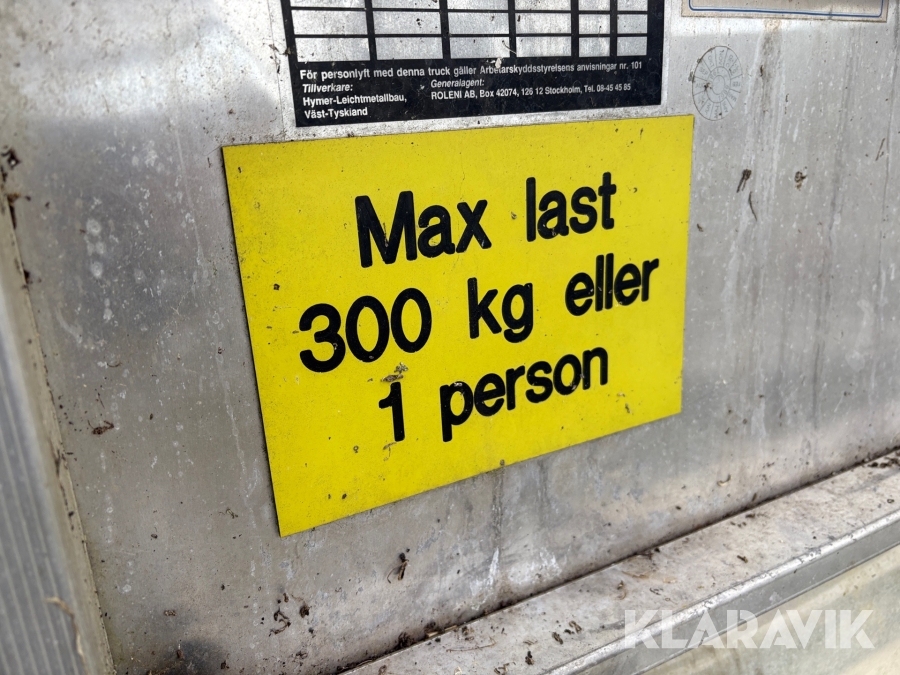 För personlyft med denna truck gäller Arbetarskyddsstyrelsens anvisningar nr. 101
Tillverkare:
Hymer-Leichtmetallbau,
Väst-Tyskland
Generalagent:
ROLENI AB, Box 42074, 126 12 Stockholm, Tel. 08-45 45 85
Max last
300 kg eller
1 person
KLARAVIK